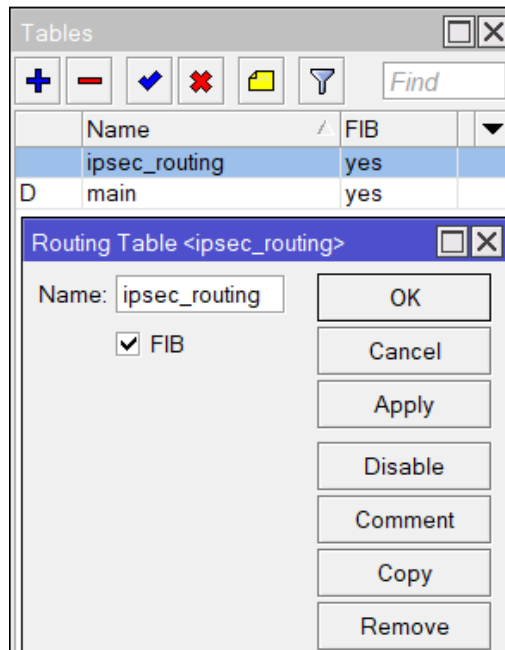 Tables
Find
Name FIB
ipsec_routing yes
D main yes
Routing Table <ipsec_routing>
Name: ipsec_routing
FIB
OK
Cancel
Apply
Disable
Comment
Copy
Remove